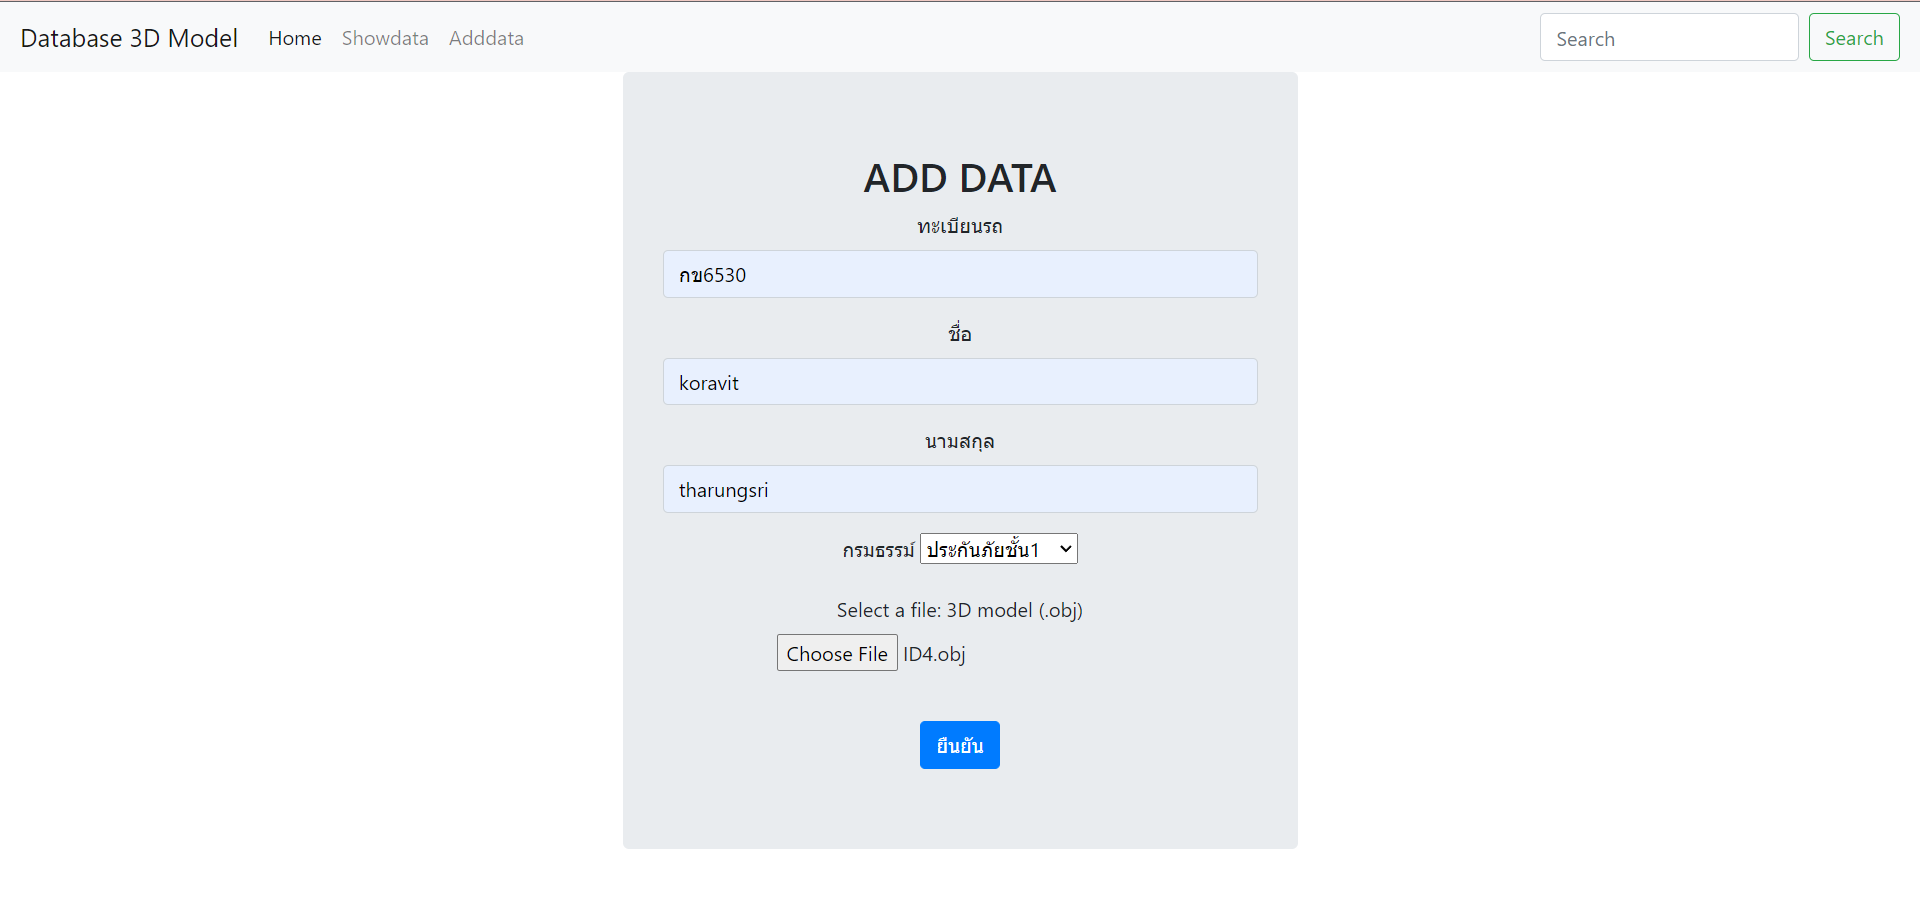 Database 3D Model Home Showdata Adddata Search Search
ADD DATA
ทะเบียนรถ
กข6530
ชื่อ
koravit
นามสกุล
tharungsri
กรมธรรม์ ประกันภัยชั้น1
Select a file: 3D model (.obj)
Choose File ID4.obj
ยืนยัน